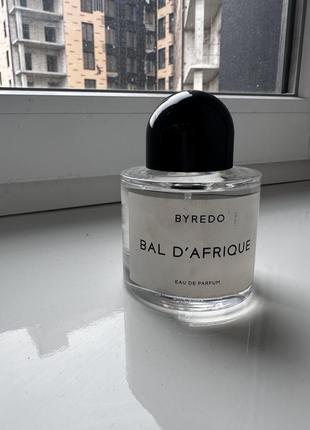 BYREDO
BAL D'AFRIQUE
EAU DE PARFUM